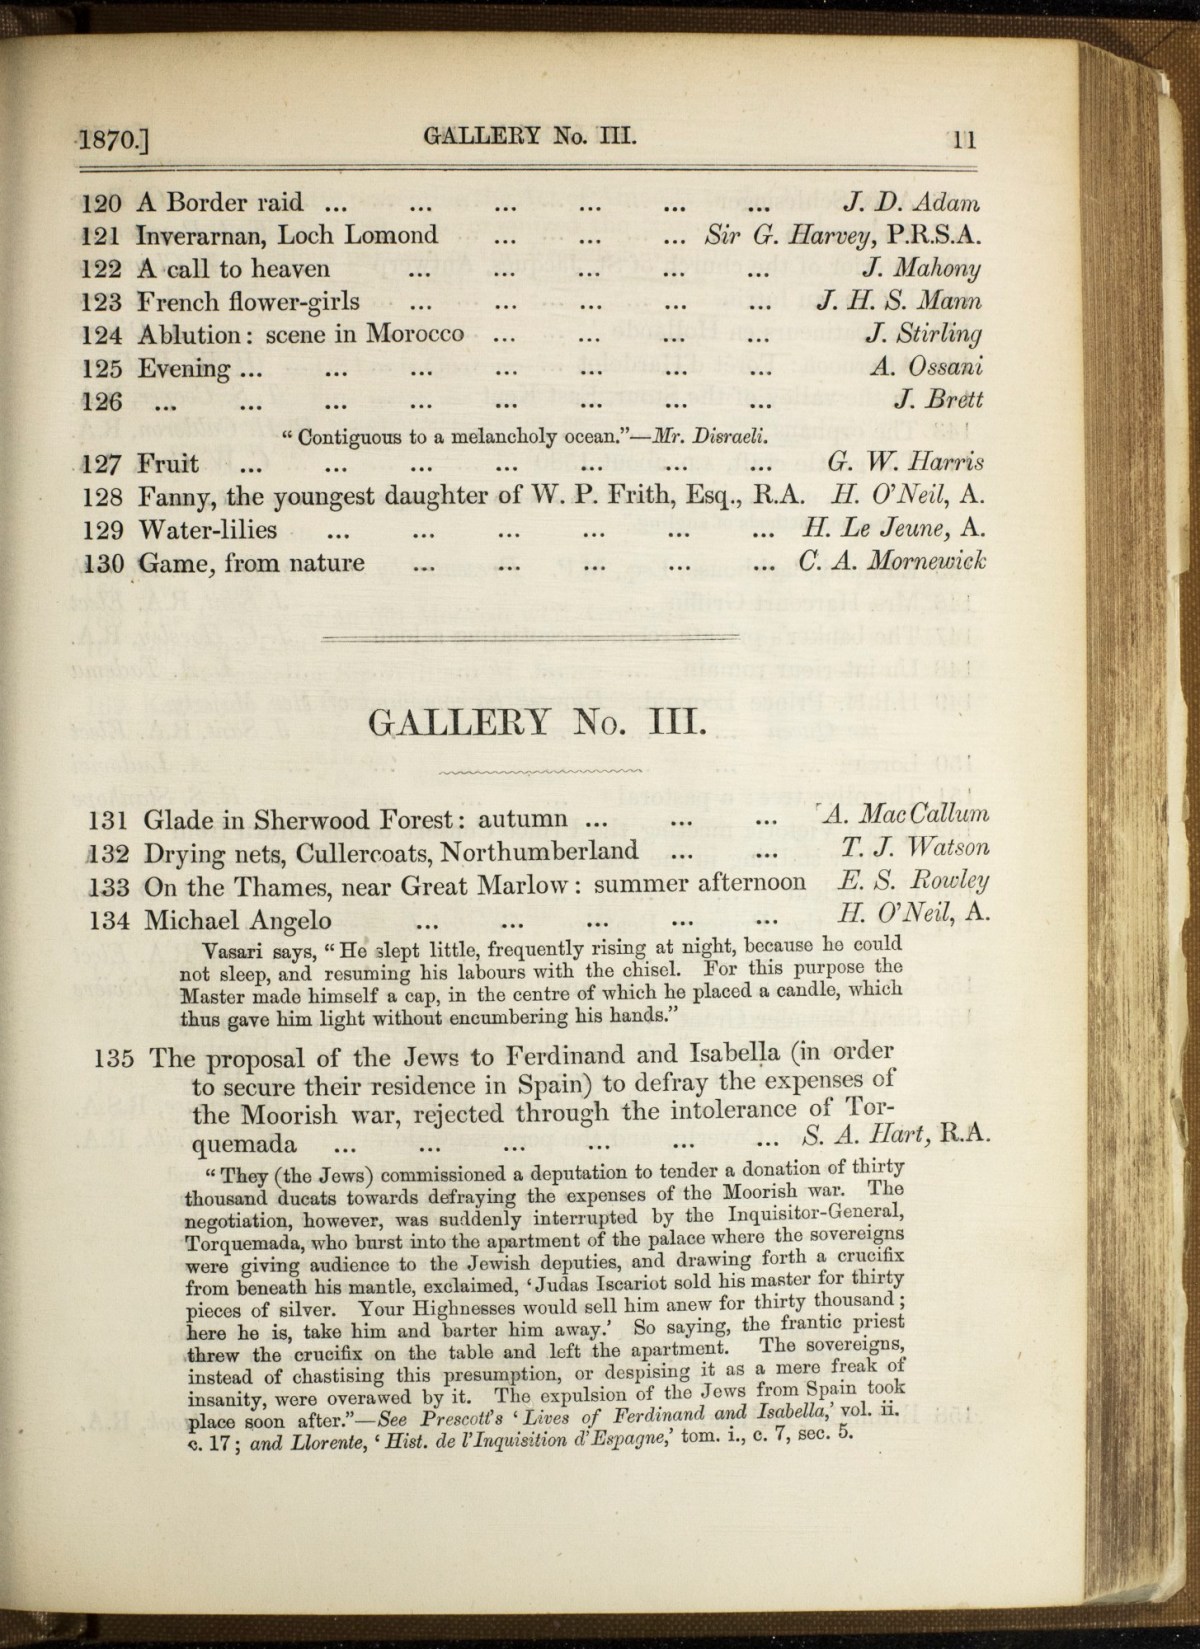 1870.] GALLERY No. III. 11
120 A Border raid ... ... ... ... ... ... J. D. Adam
121 Inverarnan, Loch Lomond ... ... ... Sir G. Harvey, P.R.S.A.
122 A call to heaven ... ... ... ... ... J. Mahony
123 French flower-girls ... ... ... ... ... J. H. S. Mann
124 Ablution: scene in Morocco ... ... ... ... J. Stirling
125 Evening ... ... ... ... ... ... ... A. Ossani
126 ... ... ... ... ... ... ... ... J. Brett
“Contiguous to a melancholy ocean.”—Mr. Disraeli.
127 Fruit ... ... ... ... ... ... ... G. W. Harris
128 Fanny, the youngest daughter of W. P. Frith, Esq., R.A. H. O'Neil, A.
129 Water-lilies ... ... ... ... ... ... H. Le Jeune, A.
130 Game, from nature ... ... ... ... ... C. A. Mornewick
GALLERY No. III.
131 Glade in Sherwood Forest: autumn ... ... ... A. MacCallum
132 Drying nets, Cullercoats, Northumberland ... ... T. J. Watson
133 On the Thames, near Great Marlow: summer afternoon E. S. Rowley
134 Michael Angelo ... ... ... ... ... H. O'Neil, A.
Vasari says, “He slept little, frequently rising at night, because he could
not sleep, and resuming his labours with the chisel. For this purpose the
Master made himself a cap, in the centre of which he placed a candle, which
thus gave him light without encumbering his hands.”
135 The proposal of the Jews to Ferdinand and Isabella (in order
to secure their residence in Spain) to defray the expenses of
the Moorish war, rejected through the intolerance of Tor-
quemada ... ... ... ... ... ... S. A. Hart, R.A.
“They (the Jews) commissioned a deputation to tender a donation of thirty
thousand ducats towards defraying the expenses of the Moorish war. The
negotiation, however, was suddenly interrupted by the Inquisitor-General,
Torquemada, who burst into the apartment of the palace where the sovereigns
were giving audience to the Jewish deputies, and drawing forth a crucifix
from beneath his mantle, exclaimed, ‘Judas Iscariot sold his master for thirty
pieces of silver. Your Highnesses would sell him anew for thirty thousand;
here he is, take him and barter him away.’ So saying, the frantic priest
threw the crucifix on the table and left the apartment. The sovereigns,
instead of chastising this presumption, or despising it as a mere freak of
insanity, were overawed by it. The expulsion of the Jews from Spain took
place soon after.”—See Prescott's ‘Lives of Ferdinand and Isabella,’ vol. ii.
c. 17; and Llorente, ‘Hist. de l'Inquisition d'Espagne,’ tom. i., c. 7, sec. 5.